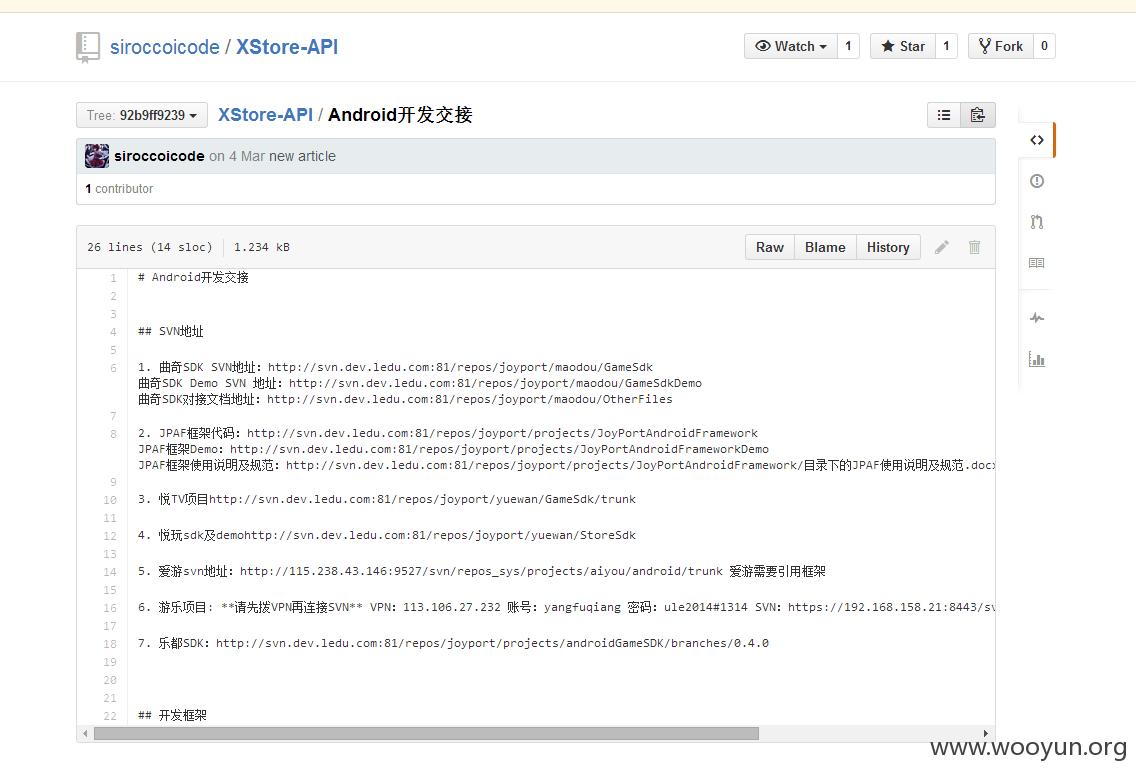 siroccoicode / XStore-API
Watch 1 Star 1 Fork 0
Tree: 92b9ff9239 XStore-API / Android开发交接
siroccoicode on 4 Mar new article
1 contributor
26 lines (14 sloc) 1.234 kB Raw Blame History
1 # Android开发交接
2
3
4 ## SVN地址
5
6 1. 曲奇SDK SVN地址：http://svn.dev.ledu.com:81/repos/joyport/maodou/GameSdk
曲奇SDK Demo SVN 地址：http://svn.dev.ledu.com:81/repos/joyport/maodou/GameSdkDemo
曲奇SDK对接文档地址：http://svn.dev.ledu.com:81/repos/joyport/maodou/OtherFiles
7
8 2. JPAF框架代码：http://svn.dev.ledu.com:81/repos/joyport/projects/JoyPortAndroidFramework
JPAF框架Demo：http://svn.dev.ledu.com:81/repos/joyport/projects/JoyPortAndroidFrameworkDemo
JPAF框架使用说明及规范：http://svn.dev.ledu.com:81/repos/joyport/projects/JoyPortAndroidFramework/目录下的JPAF使用说明及规范.docx
9
10 3. 悦TV项目http://svn.dev.ledu.com:81/repos/joyport/yuewan/GameSdk/trunk
11
12 4. 悦玩sdk及demohttp://svn.dev.ledu.com:81/repos/joyport/yuewan/StoreSdk
13
14 5. 爱游svn地址：http://115.238.43.146:9527/svn/repos_sys/projects/aiyou/android/trunk 爱游需要引用框架
15
16 6. 游乐项目：**请先拨VPN再连接SVN** VPN：113.106.27.232 账号：yangfuqiang 密码：ule2014#1314 SVN：https://192.168.158.21:8443/sv
17
18 7. 乐都SDK：http://svn.dev.ledu.com:81/repos/joyport/projects/androidGameSDK/branches/0.4.0
19
20
21
22 ## 开发框架
www.wooyun.org